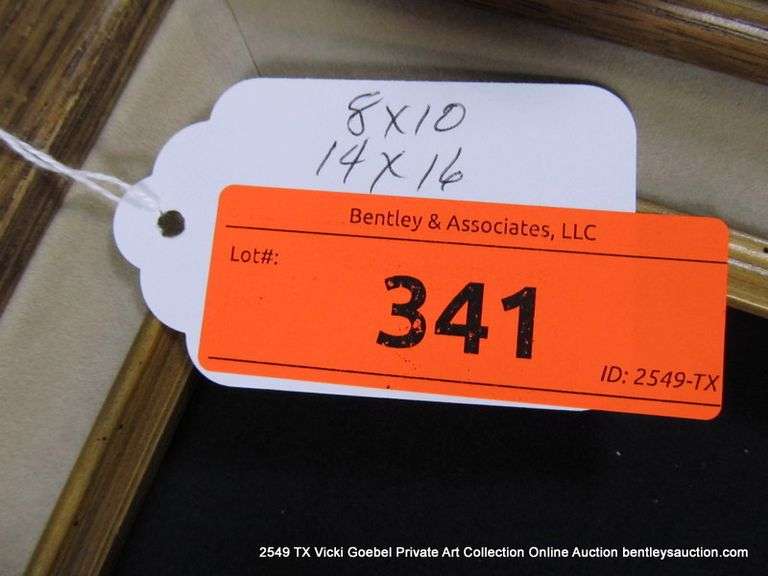 8x10
14x16
Bentley & Associates, LLC
Lot#:
341
ID: 2549-TX
2549 TX Vicki Goebel Private Art Collection Online Auction bentleysauction.com